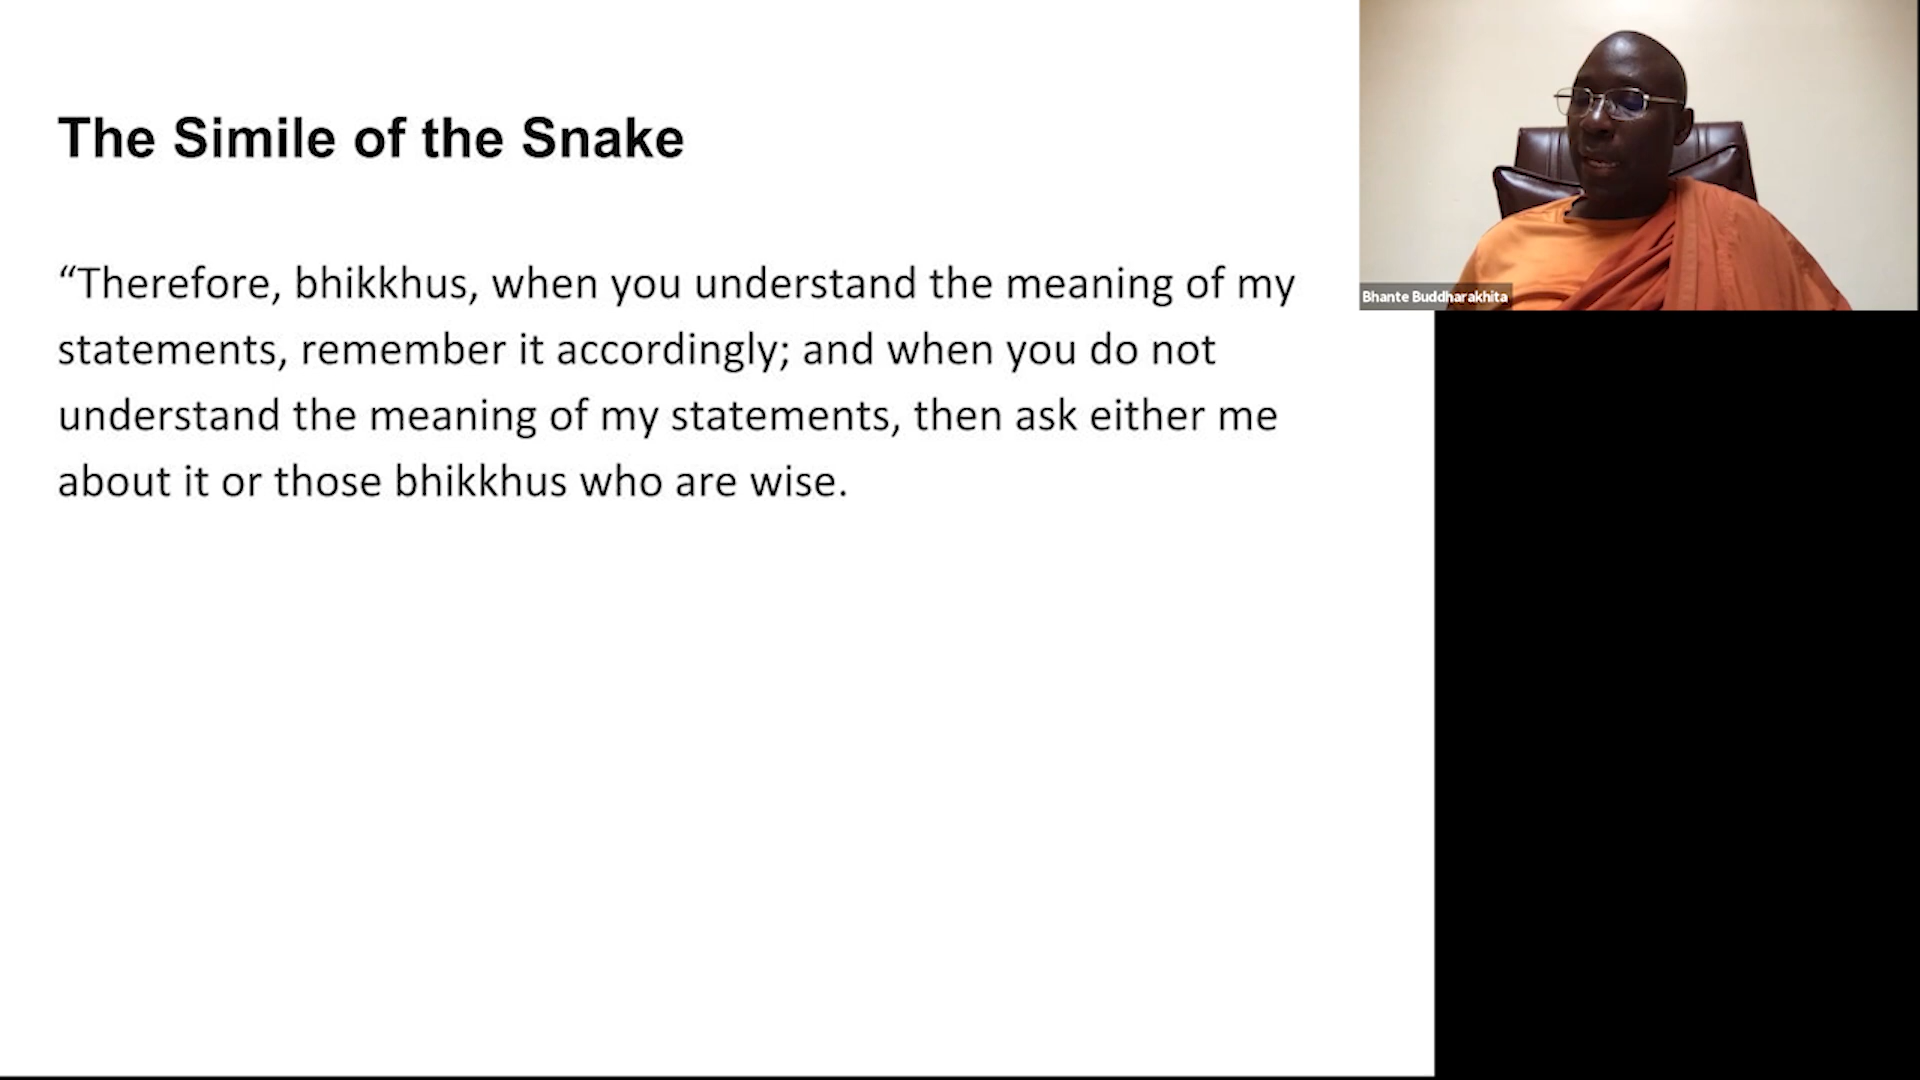 The Simile of the Snake
“Therefore, bhikkhus, when you understand the meaning of my
statements, remember it accordingly; and when you do not
understand the meaning of my statements, then ask either me
about it or those bhikkhus who are wise.
Bhante Buddharakhita